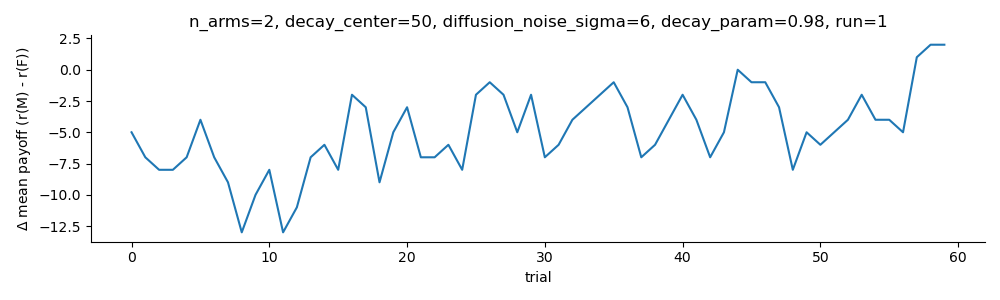 n_arms=2, decay_center=50, diffusion_noise_sigma=6, decay_param=0.98, run=1
Δ mean payoff (r(M) - r(F))
2.5
0.0
−2.5
−5.0
−7.5
−10.0
−12.5
0 10 20 30 40 50 60
trial